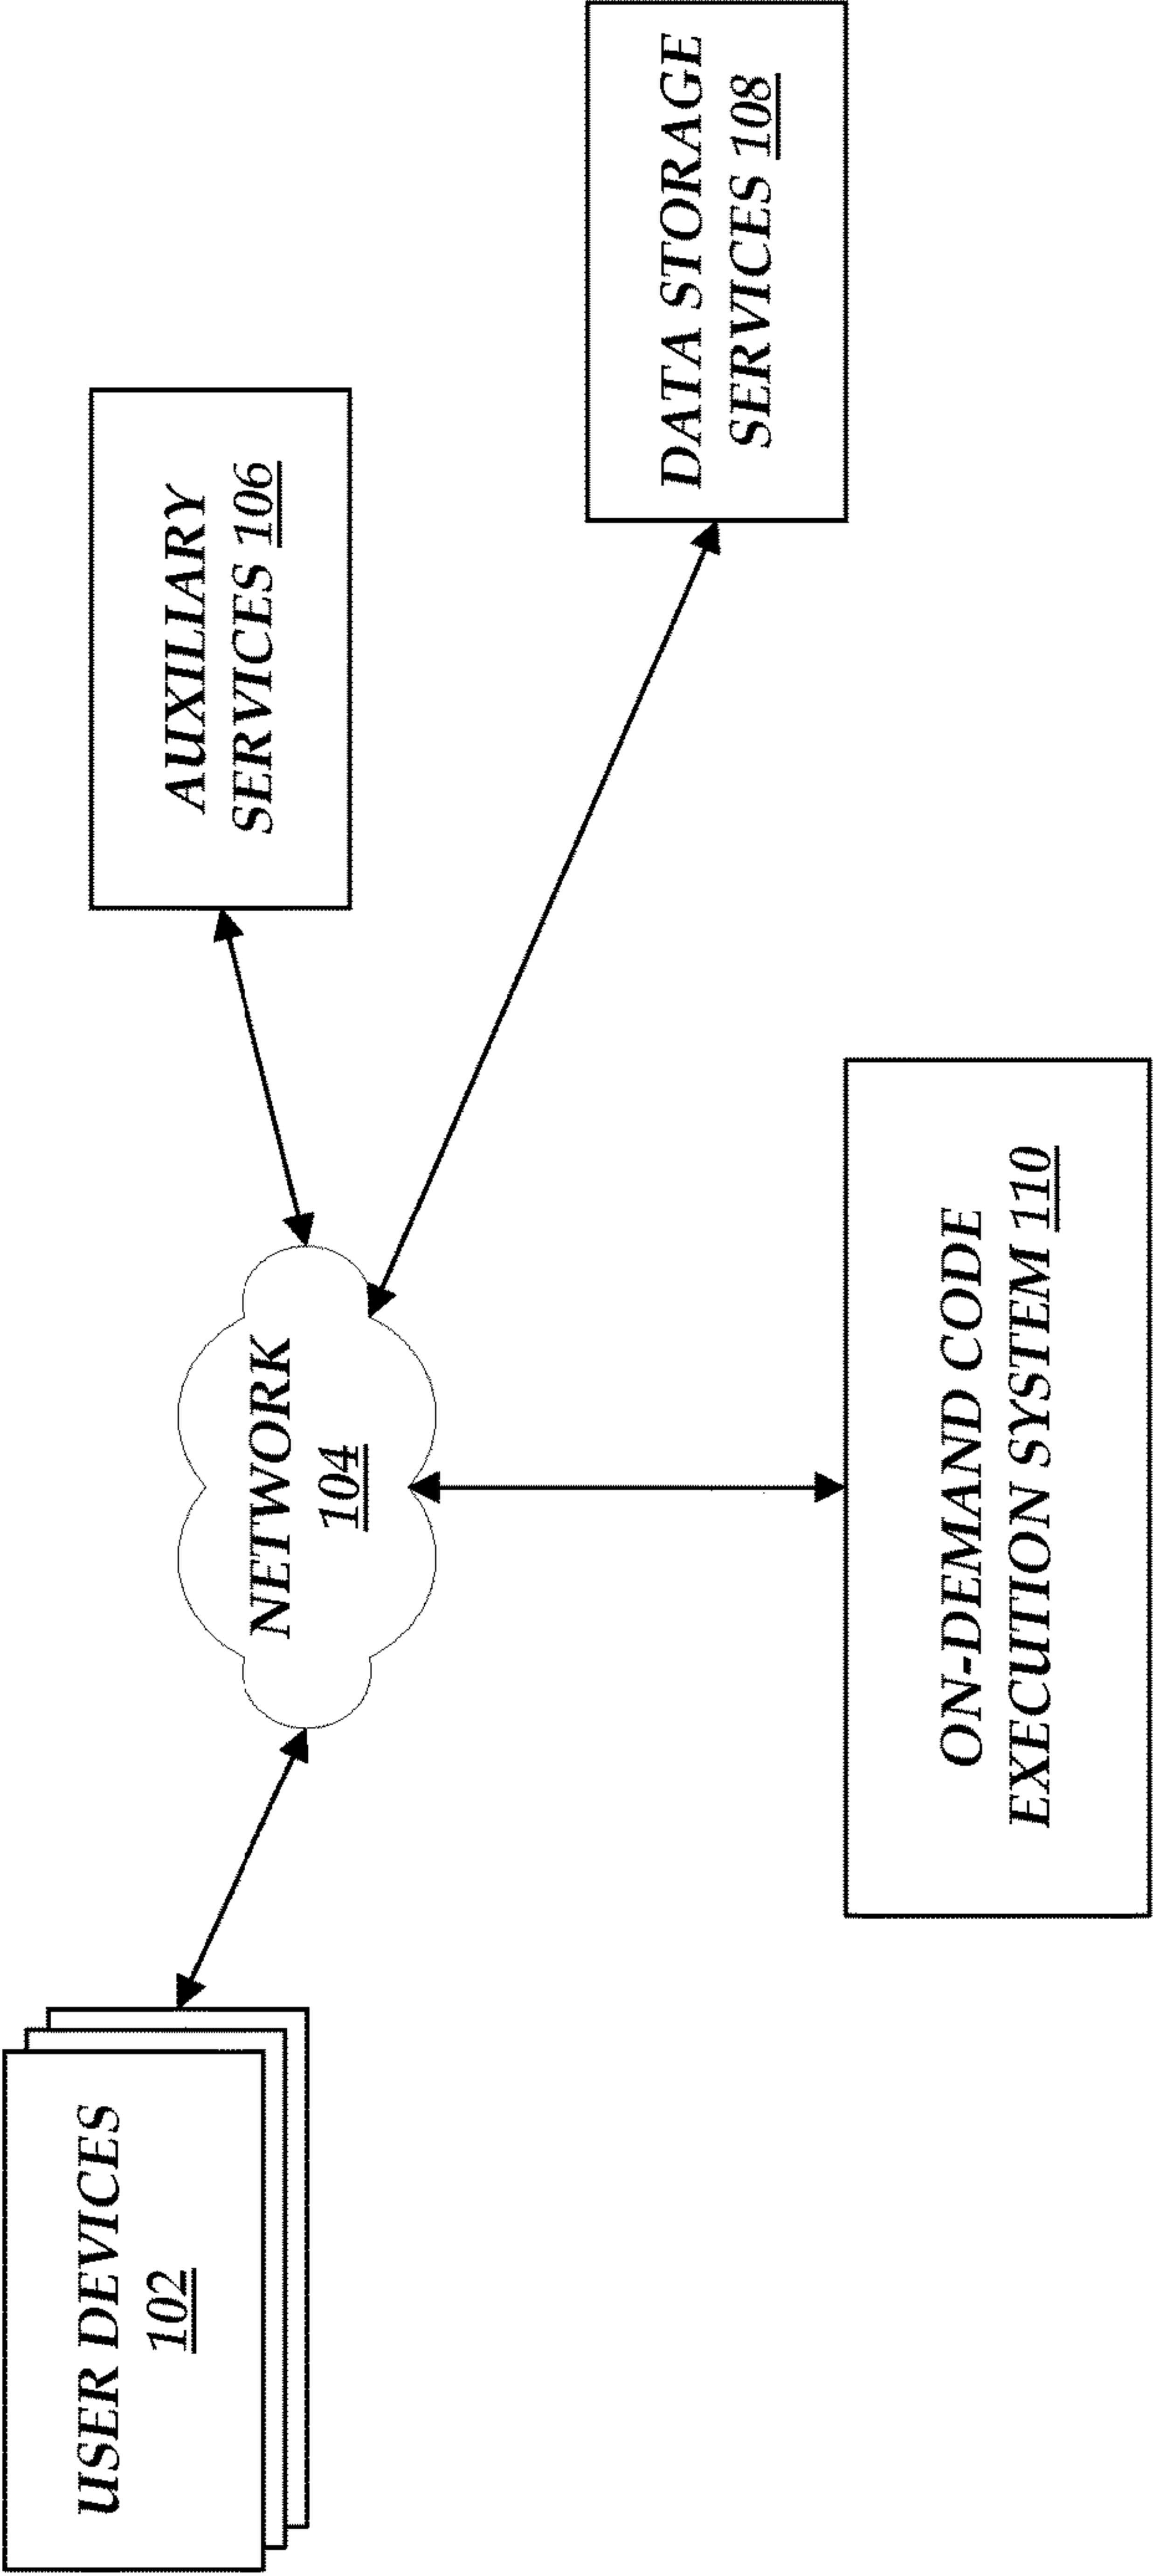 USER DEVICES
102
NETWORK
104
AUXILIARY
SERVICES 106
DATA STORAGE
SERVICES 108
ON-DEMAND CODE
EXECUTION SYSTEM 110